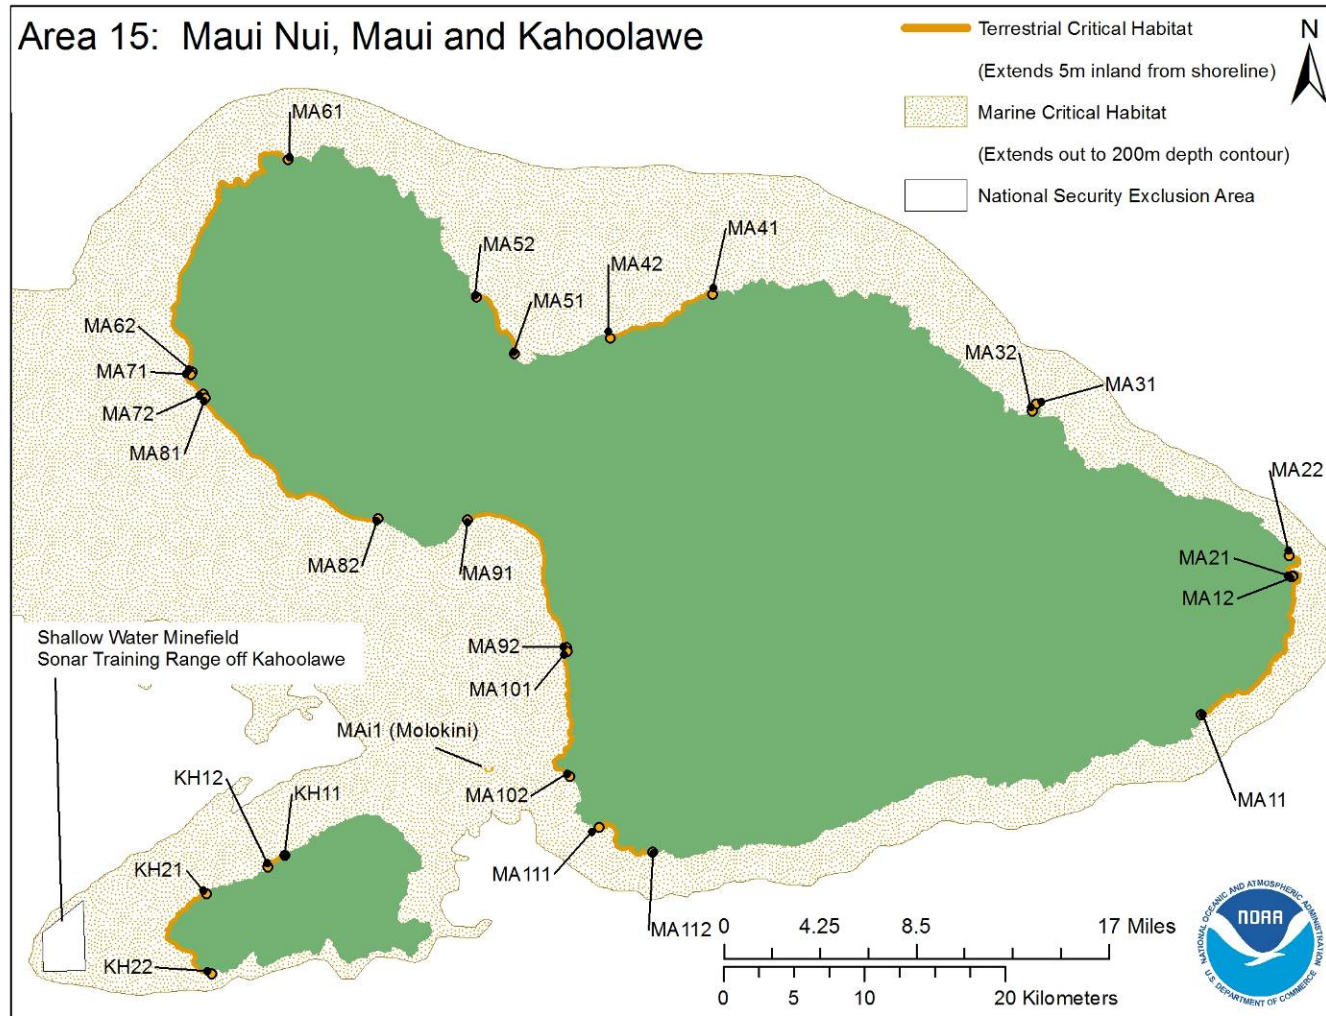 Area 15: Maui Nui, Maui and Kahoolawe
Terrestrial Critical Habitat
(Extends 5m inland from shoreline)
Marine Critical Habitat
(Extends out to 200m depth contour)
National Security Exclusion Area
N
MA61
MA52
MA51
MA42
MA41
MA32
MA31
MA22
MA21
MA12
MA11
MA62
MA71
MA72
MA81
MA82
MA91
MA92
MA101
MAi1 (Molokini)
MA102
MA111
MA112
Shallow Water Minefield
Sonar Training Range off Kahoolawe
KH12
KH11
KH21
KH22
0 4.25 8.5 17 Miles
0 5 10 20 Kilometers
NATIONAL OCEANIC AND ATMOSPHERIC ADMINISTRATION
NOAA
U.S. DEPARTMENT OF COMMERCE